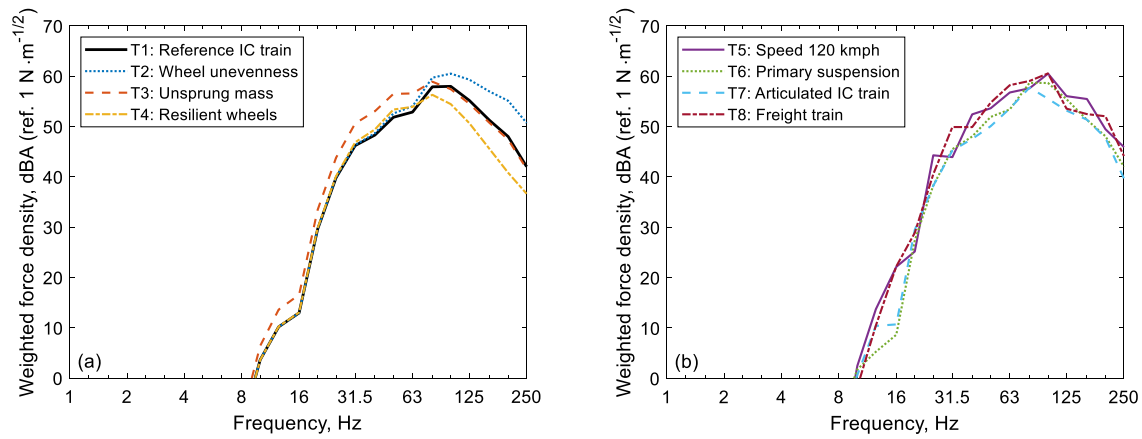 70
60
50
40
30
20
10
0
Weighted force density, dBA (ref. 1 N ·m-1/2)
T1: Reference IC train
T2: Wheel unevenness
T3: Unsprung mass
T4: Resilient wheels
(a)
1 2 4 8 16 31.5 63 125 250
Frequency, Hz
70
60
50
40
30
20
10
0
Weighted force density, dBA (ref. 1 N ·m-1/2)
T5: Speed 120 kmph
T6: Primary suspension
T7: Articulated IC train
T8: Freight train
(b)
1 2 4 8 16 31.5 63 125 250
Frequency, Hz